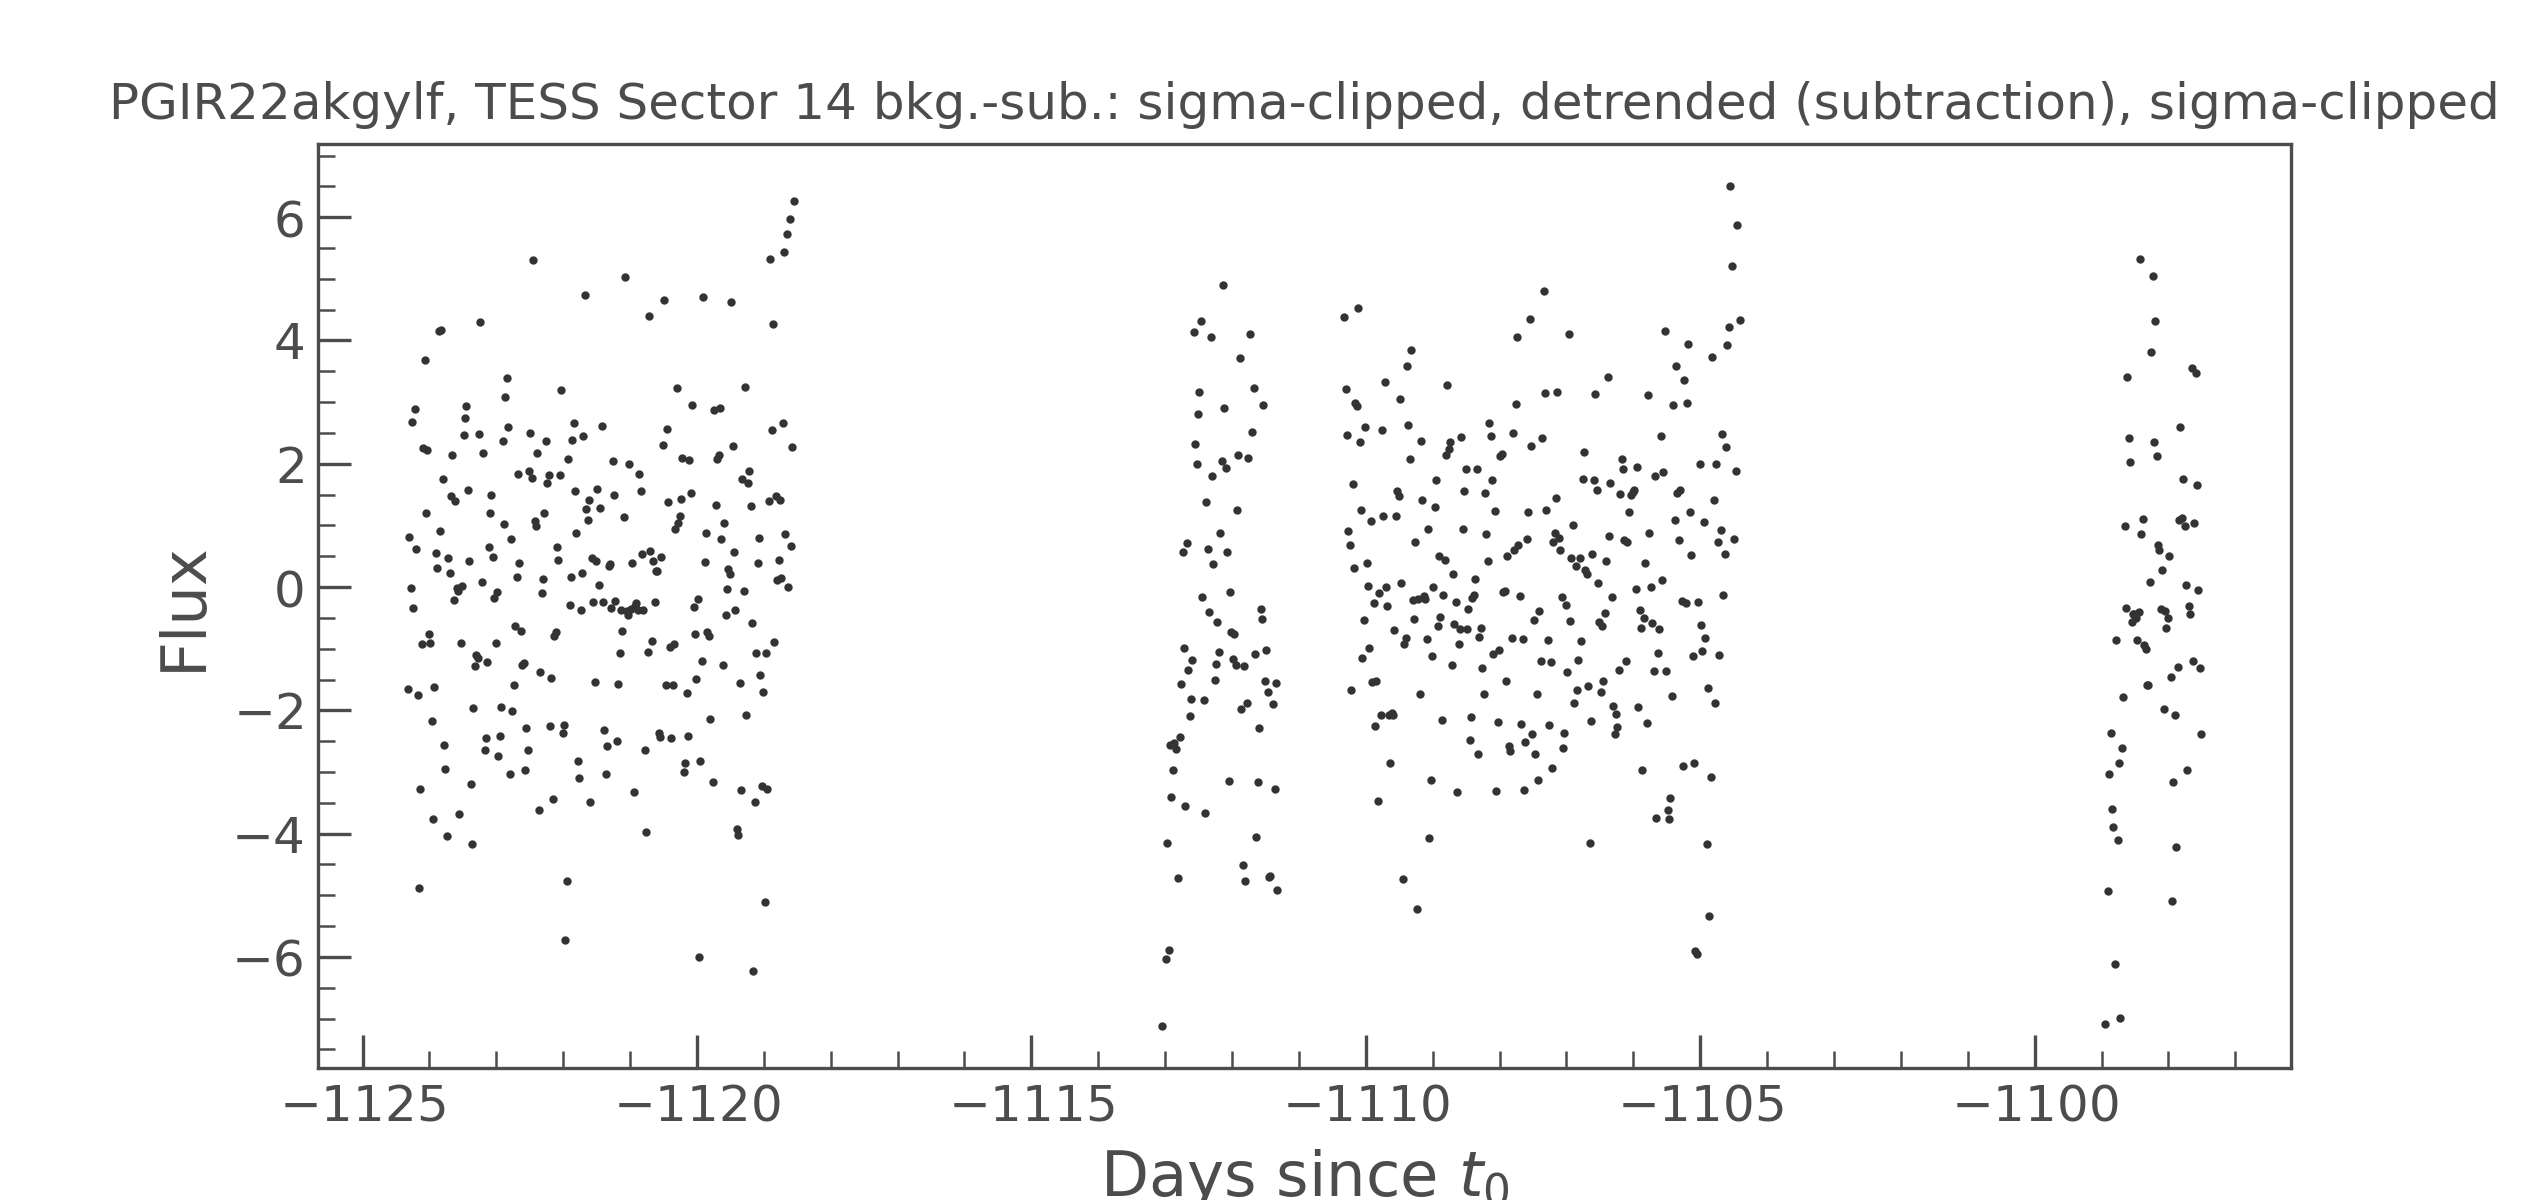 PGIR22akgylf, TESS Sector 14 bkg.-sub.: sigma-clipped, detrended (subtraction), sigma-clipped
6
4
2
0
−2
−4
−6
Flux
−1125 −1120 −1115 −1110 −1105 −1100
Days since t0